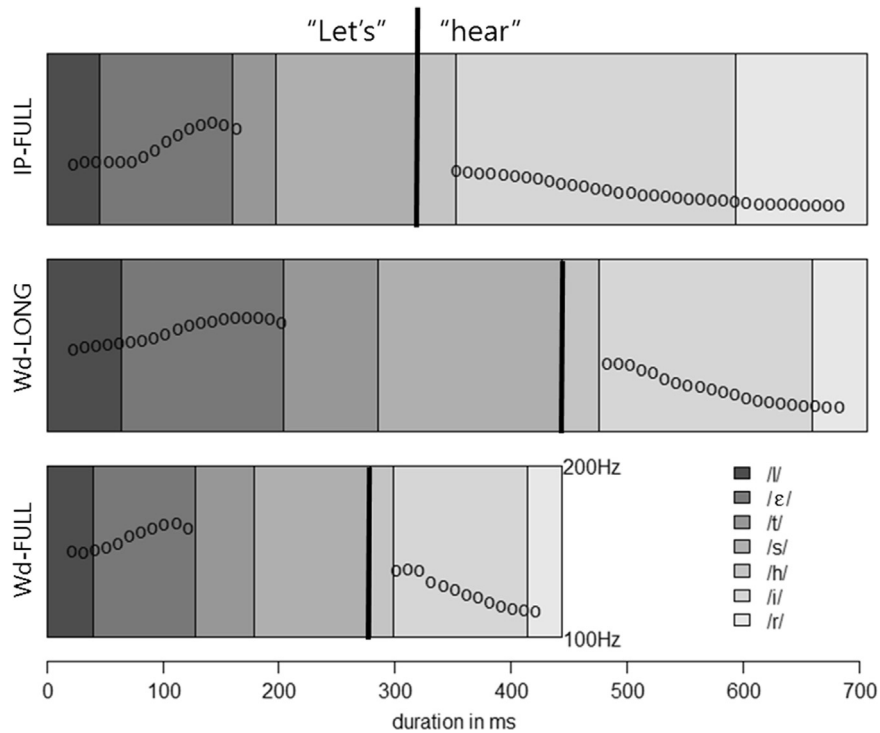 “Let's” “hear”
IP-FULL
Wd-LONG
Wd-FULL
200Hz
100Hz
/l/
/ɛ/
/t/
/s/
/h/
/i/
/r/
0 100 200 300 400 500 600 700
duration in ms